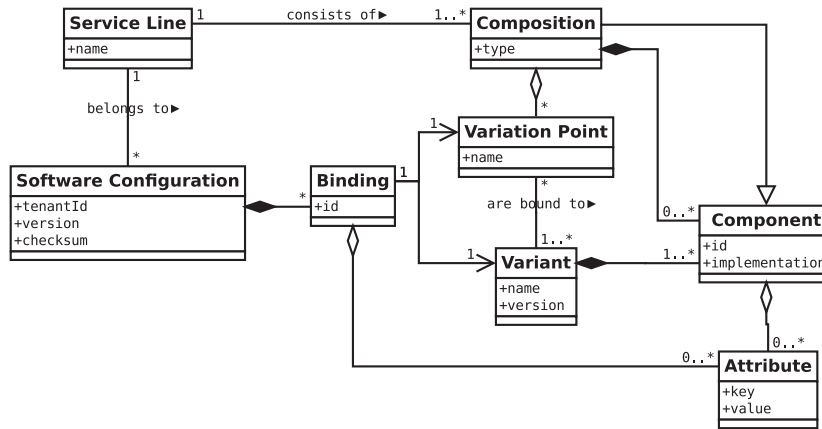 Service Line
+name
1
consists of▶
1..*
Composition
+type
1
belongs to▶
*
*
Variation Point
+name
1
Software Configuration
+tenantId
+version
+checksum
*
Binding
+id
1
*
are bound to▶
1..*
0..*
Component
+id
+implementation
1
Variant
+name
+version
1..*
0..*
0..*
Attribute
+key
+value